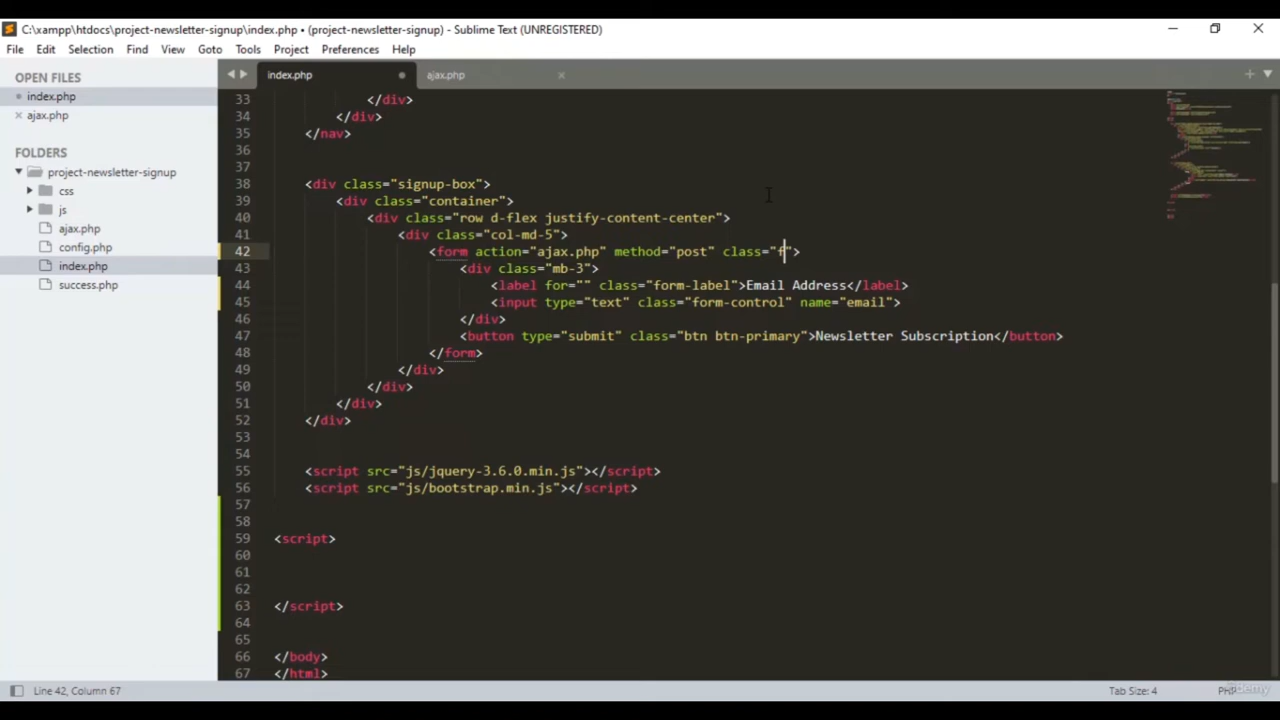 C:\xampp\htdocs\project-newsletter-signup\index.php • (project-newsletter-signup) - Sublime Text (UNREGISTERED)
File Edit Selection Find View Goto Tools Project Preferences Help
OPEN FILES
index.php
ajax.php
FOLDERS
project-newsletter-signup
css
js
ajax.php
config.php
index.php
success.php
index.php ajax.php
33 </div>
34 </div>
35 </nav>
36
37
38 <div class="signup-box">
39 <div class="container">
40 <div class="row d-flex justify-content-center">
41 <div class="col-md-5">
42 <form action="ajax.php" method="post" class="f">
43 <div class="mb-3">
44 <label for="" class="form-label">Email Address</label>
45 <input type="text" class="form-control" name="email">
46 </div>
47 <button type="submit" class="btn btn-primary">Newsletter Subscription</button>
48 </form>
49 </div>
50 </div>
51 </div>
52 </div>
53
54
55 <script src="js/jquery-3.6.0.min.js"></script>
56 <script src="js/bootstrap.min.js"></script>
57
58
59 <script>
60
61
62
63 </script>
64
65
66 </body>
67 </html>
Line 42, Column 67
Tab Size: 4
PHP